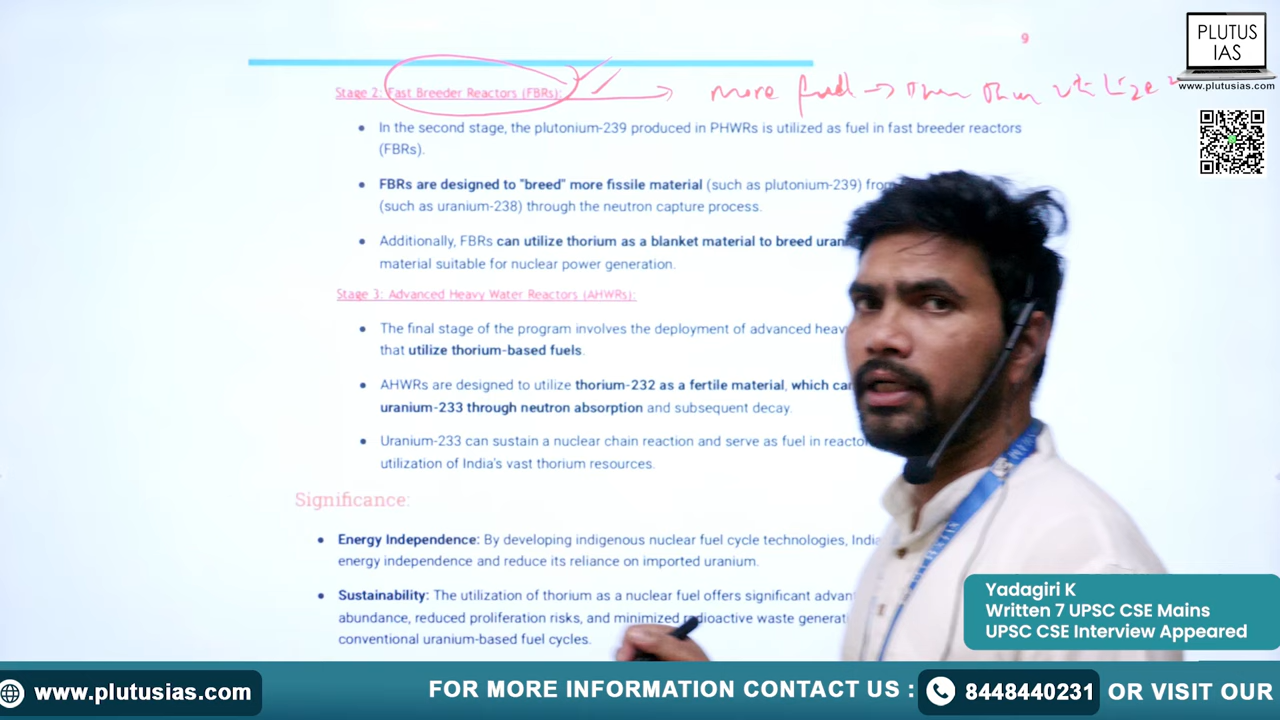 9
PLUTUS
IAS
www.plutusias.com
Stage 2: Fast Breeder Reactors (FBRs):
more fuel → than utilize
In the second stage, the plutonium-239 produced in PHWRs is utilized as fuel in fast breeder reactors
(FBRs).
FBRs are designed to "breed" more fissile material (such as plutonium-239)
(such as uranium-238) through the neutron capture process.
Additionally, FBRs can utilize thorium as a blanket material to breed
material suitable for nuclear power generation.
Stage 3: Advanced Heavy Water Reactors (AHWRs):
The final stage of the program involves the deployment of advanced
that utilize thorium-based fuels.
AHWRs are designed to utilize thorium-232 as a fertile material, which
uranium-233 through neutron absorption and subsequent decay.
Uranium-233 can sustain a nuclear chain reaction and serve as fuel in
utilization of India's vast thorium resources.
Significance:
Energy Independence: By developing indigenous nuclear fuel cycle technologies,
energy independence and reduce its reliance on imported uranium.
Sustainability: The utilization of thorium as a nuclear fuel offers significant
abundance, reduced proliferation risks, and minimized radioactive waste
conventional uranium-based fuel cycles.
Yadagiri K
Written 7 UPSC CSE Mains
UPSC CSE Interview Appeared
www.plutusias.com
FOR MORE INFORMATION CONTACT US : 8448440231 OR VISIT OUR